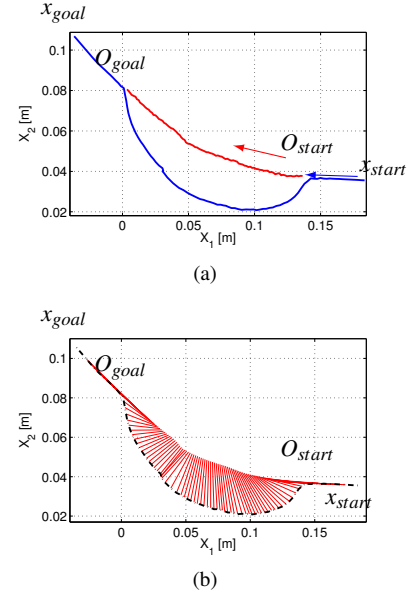 x_goal
O_goal
O_start
x_start
0.1
0.08
0.06
0.04
0.02
X_2 [m]
0
0.05
0.1
0.15
X_1 [m]
(a)
x_goal
O_goal
O_start
x_start
0.1
0.08
0.06
0.04
0.02
X_2 [m]
0
0.05
0.1
0.15
X_1 [m]
(b)